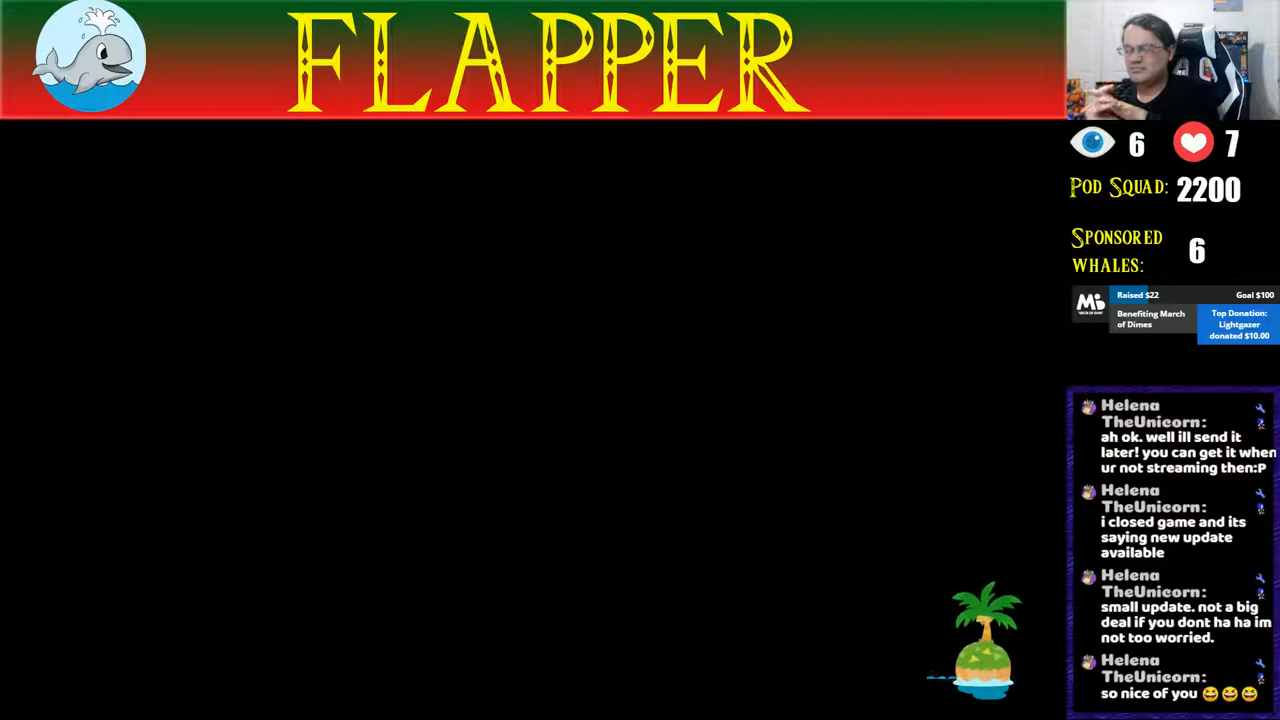 FLAPPER
6
7
Pod Squad: 2200
Sponsored
whales:
6
Raised $22
Goal $100
Benefiting March
of Dimes
Top Donation:
Lightgazer
donated $10.00
Helena
TheUnicorn:
ah ok. well ill send it
later! you can get it when
ur not streaming then:P
Helena
TheUnicorn:
i closed game and its
saying new update
available
Helena
TheUnicorn:
small update. not a big
deal if you dont ha ha im
not too worried.
Helena
TheUnicorn:
so nice of you 😆😆😆